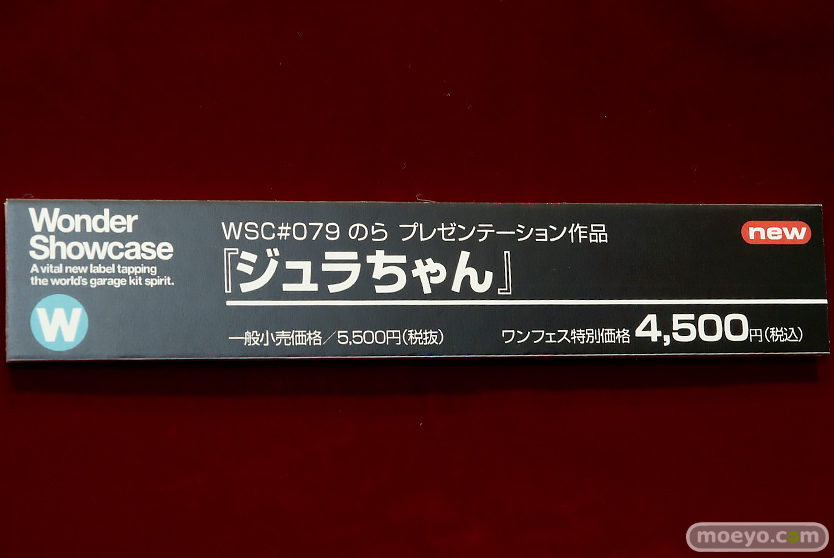 Wonder
Showcase
A vital new label tapping
the world's garage kit spirit.
W
WSC#079 のら プレゼンテーション作品
new
『ジュラちゃん』
一般小売価格／5,500円(税抜)
ワンフェス特別価格 4,500円(税込)
moeyo.com